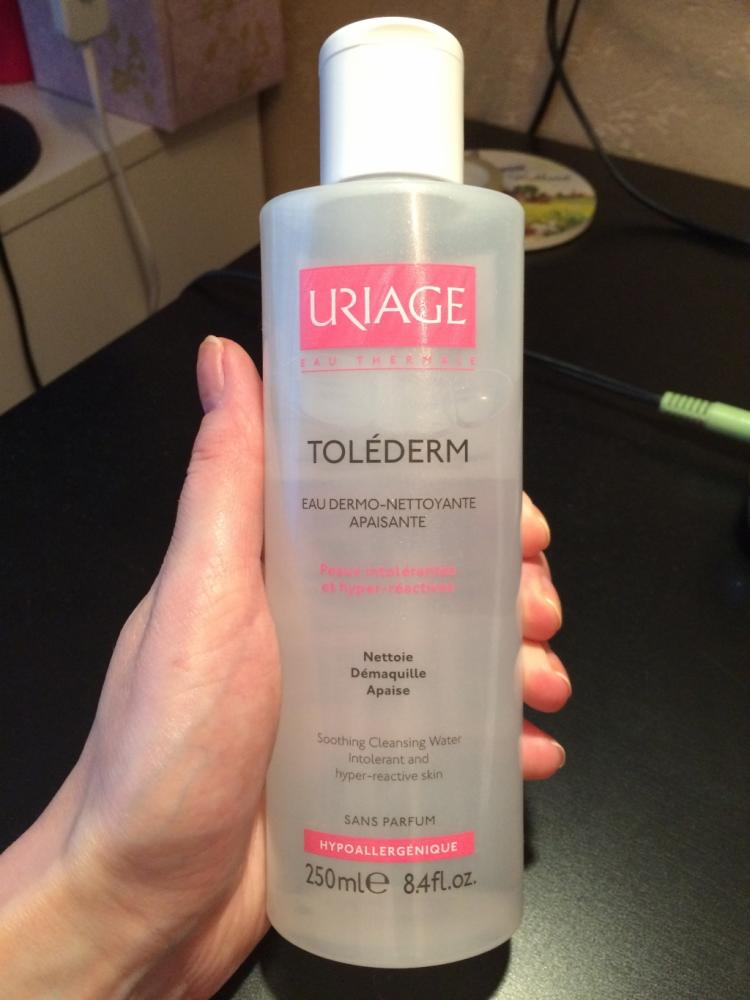 URIAGE
EAU THERMALE
TOLÉDERM
EAU DERMO-NETTOYANTE
APAISANTE
Peaux intolérantes
et hyper-réactives
Nettoie
Démaquille
Apaise
Soothing Cleansing Water
Intolerant and
hyper-reactive skin
SANS PARFUM
HYPOALLERGÉNIQUE
250ml℮ 8.4fl.oz.